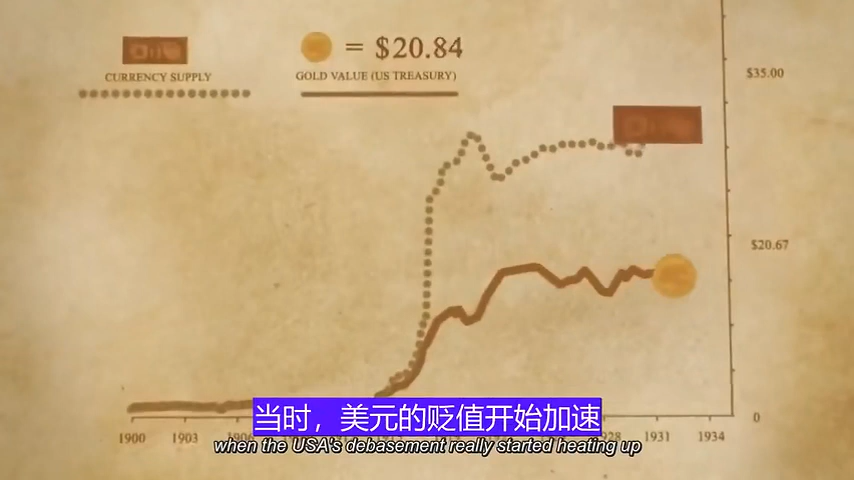 = $20.84
CURRENCY SUPPLY
GOLD VALUE (US TREASURY)
$35.00
$20.67
0
当时，美元的贬值开始加速
1900 1903 1906 1931 1934
when the USA's debasement really started heating up